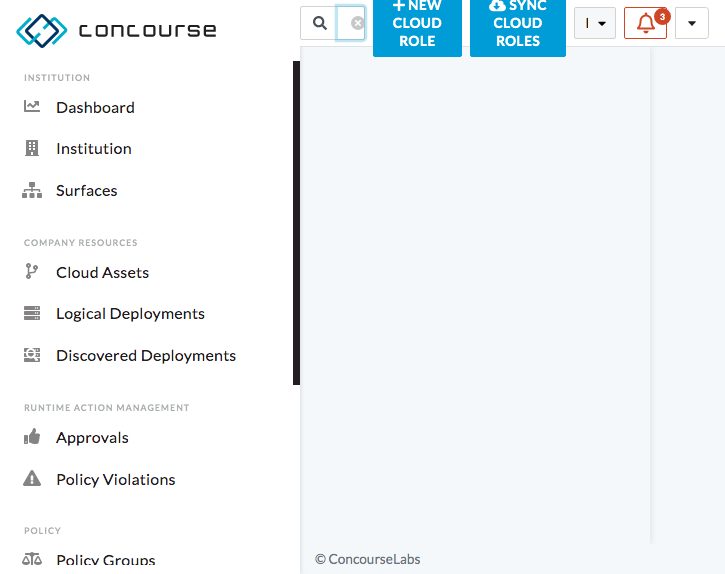 concourse
NEW
CLOUD
ROLE
SYNC
CLOUD
ROLES
3
INSTITUTION
Dashboard
Institution
Surfaces
COMPANY RESOURCES
Cloud Assets
Logical Deployments
Discovered Deployments
RUNTIME ACTION MANAGEMENT
Approvals
Policy Violations
POLICY
Policy Groups
© ConcourseLabs